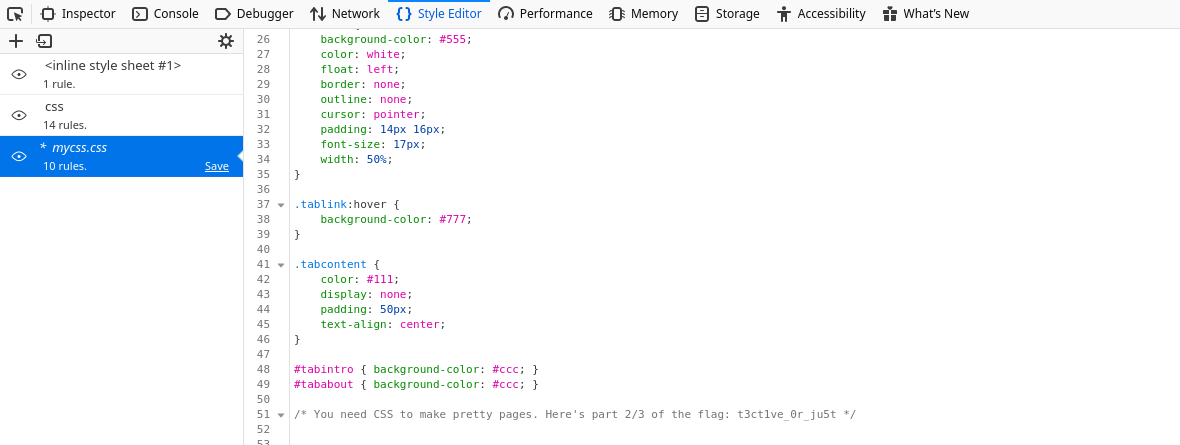 Inspector Console Debugger Network Style Editor Performance Memory Storage Accessibility What's New
<inline style sheet #1>
1 rule.
css
14 rules.
* mycss.css
10 rules. Save
26 background-color: #555;
27 color: white;
28 float: left;
29 border: none;
30 outline: none;
31 cursor: pointer;
32 padding: 14px 16px;
33 font-size: 17px;
34 width: 50%;
35 }
36
37 .tablink:hover {
38 background-color: #777;
39 }
40
41 .tabcontent {
42 color: #111;
43 display: none;
44 padding: 50px;
45 text-align: center;
46 }
47
48 #tabintro { background-color: #ccc; }
49 #tababout { background-color: #ccc; }
50
51 /* You need CSS to make pretty pages. Here's part 2/3 of the flag: t3ct1ve_0r_ju5t */
52
53